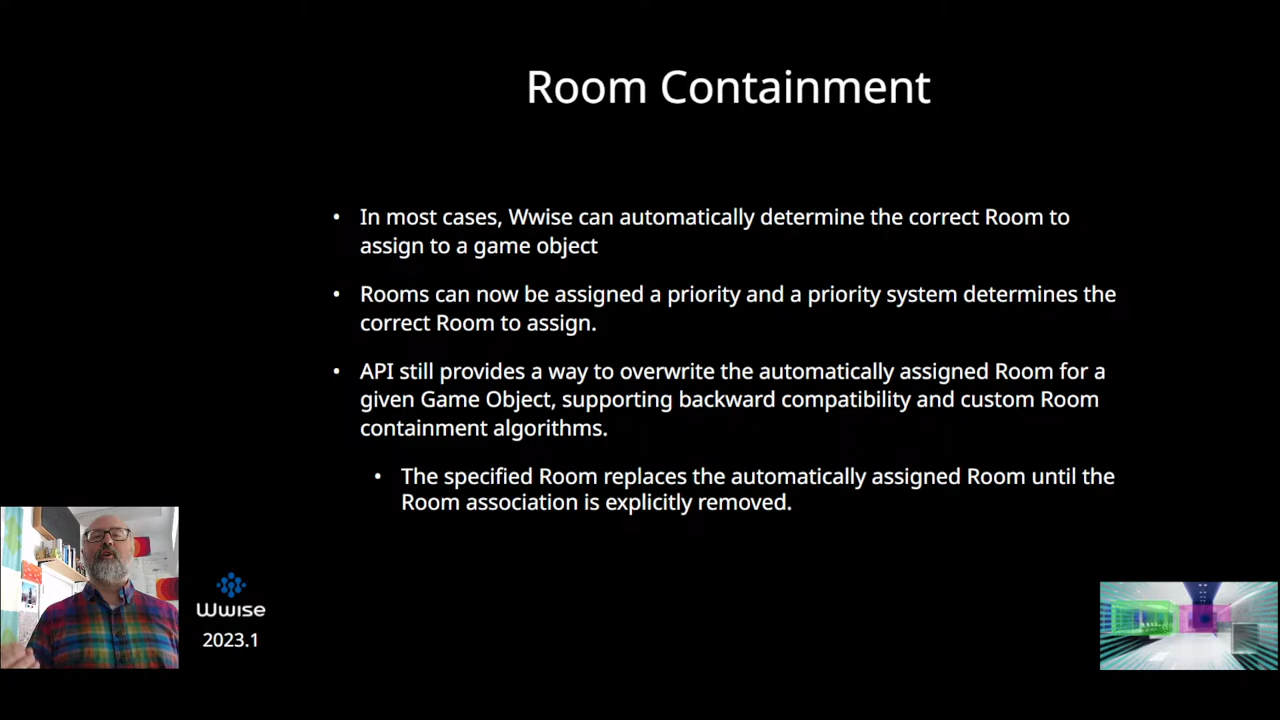 Room Containment
• In most cases, Wwise can automatically determine the correct Room to
assign to a game object
• Rooms can now be assigned a priority and a priority system determines the
correct Room to assign.
• API still provides a way to overwrite the automatically assigned Room for a
given Game Object, supporting backward compatibility and custom Room
containment algorithms.
• The specified Room replaces the automatically assigned Room until the
Room association is explicitly removed.
Wwise
2023.1